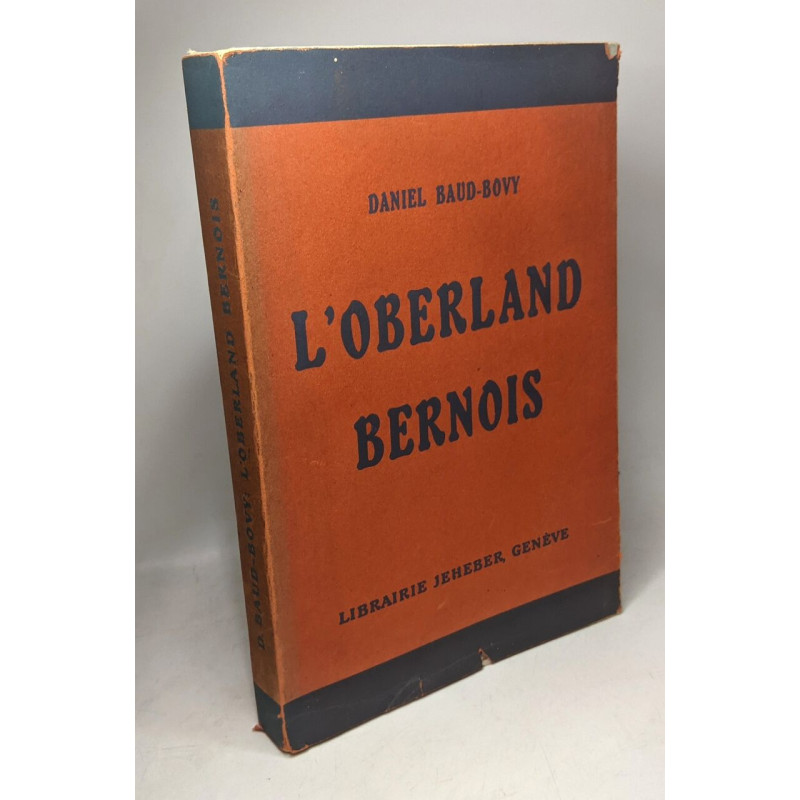 DANIEL BAUD-BOVY
L'OBERLAND
BERNOIS
LIBRAIRIE JEHEBER, GENÈVE
D. BAUD-BOVY: L'OBERLAND BERNOIS